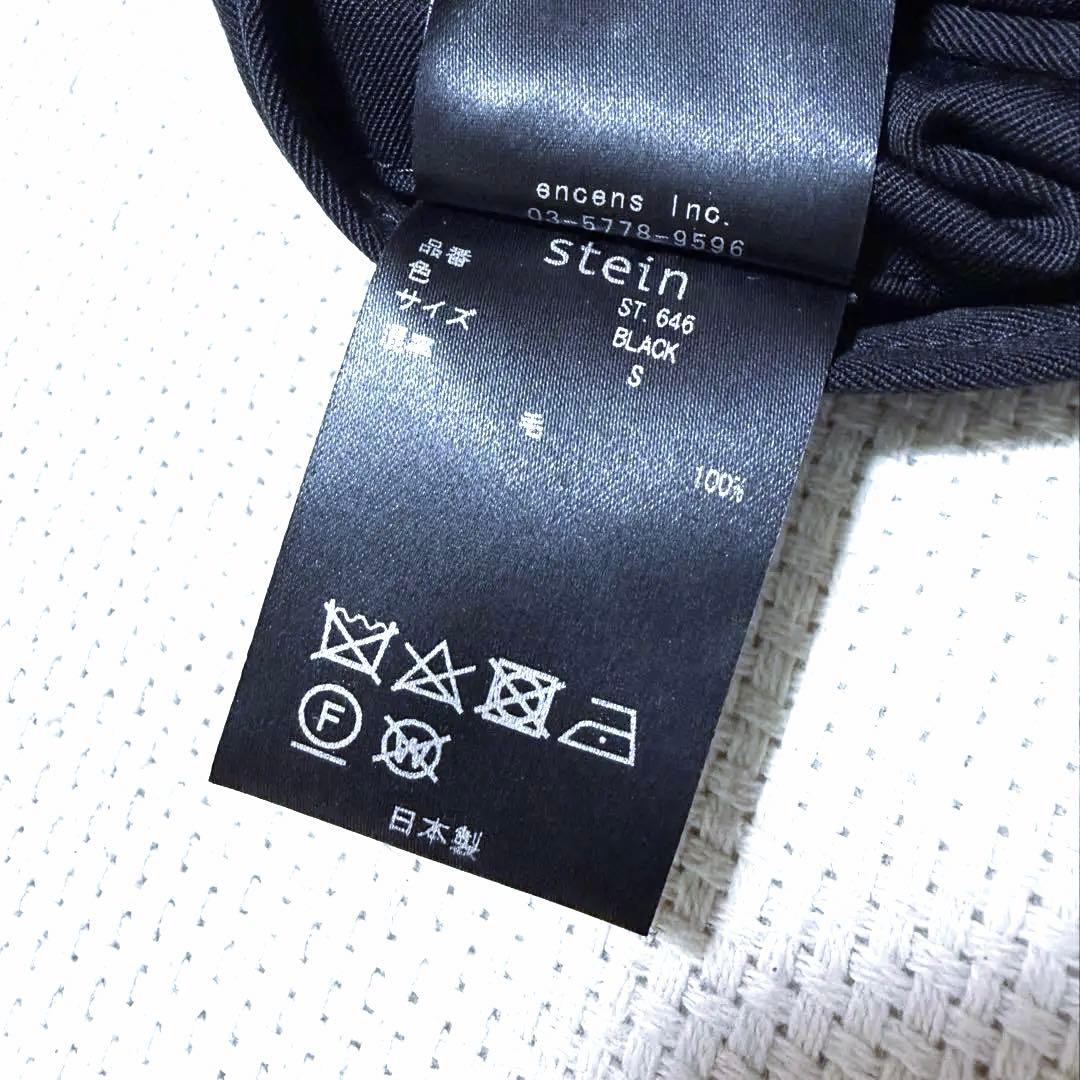 encens Inc.
03-5778-9596
stein
品番 ST. 646
色 BLACK
サイズ S
毛 100%
F
W
日本製